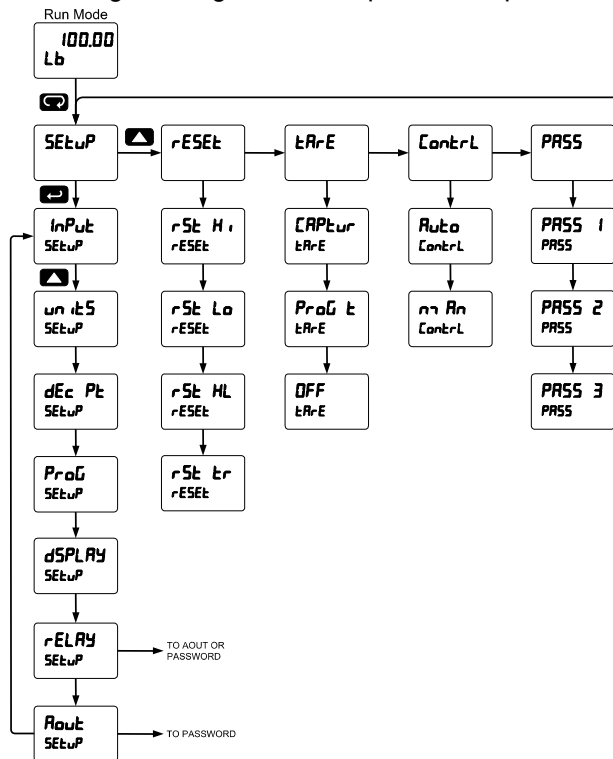 Run Mode
100.00
Lb
SEtuP
rESEt
tArE
ContrL
PASS
InPut
SEtuP
rSt Hi
rESEt
CAPtur
tArE
Auto
ContrL
PASS 1
PASS
unitS
SEtuP
rSt Lo
rESEt
ProG t
tArE
mAn
ContrL
PASS 2
PASS
dEc Pt
SEtuP
rSt HL
rESEt
OFF
tArE
PASS 3
PASS
ProG
SEtuP
rSt tr
rESEt
dSPLAY
SEtuP
rELAY
SEtuP
TO AOUT OR
PASSWORD
Aout
SEtuP
TO PASSWORD